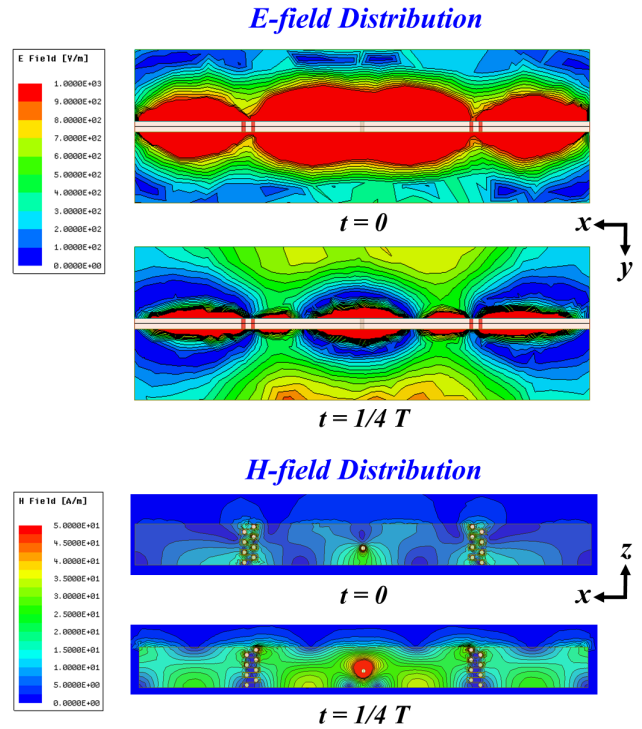 E-field Distribution
E Field [V/m]
1.0000E+03
9.0000E+02
8.0000E+02
7.0000E+02
6.0000E+02
5.0000E+02
4.0000E+02
3.0000E+02
2.0000E+02
1.0000E+02
0.0000E+00
t = 0
x
y
t = 1/4 T
H-field Distribution
H Field [A/m]
5.0000E+01
4.5000E+01
4.0000E+01
3.5000E+01
3.0000E+01
2.5000E+01
2.0000E+01
1.5000E+01
1.0000E+01
5.0000E+00
0.0000E+00
z
t = 0
x
t = 1/4 T